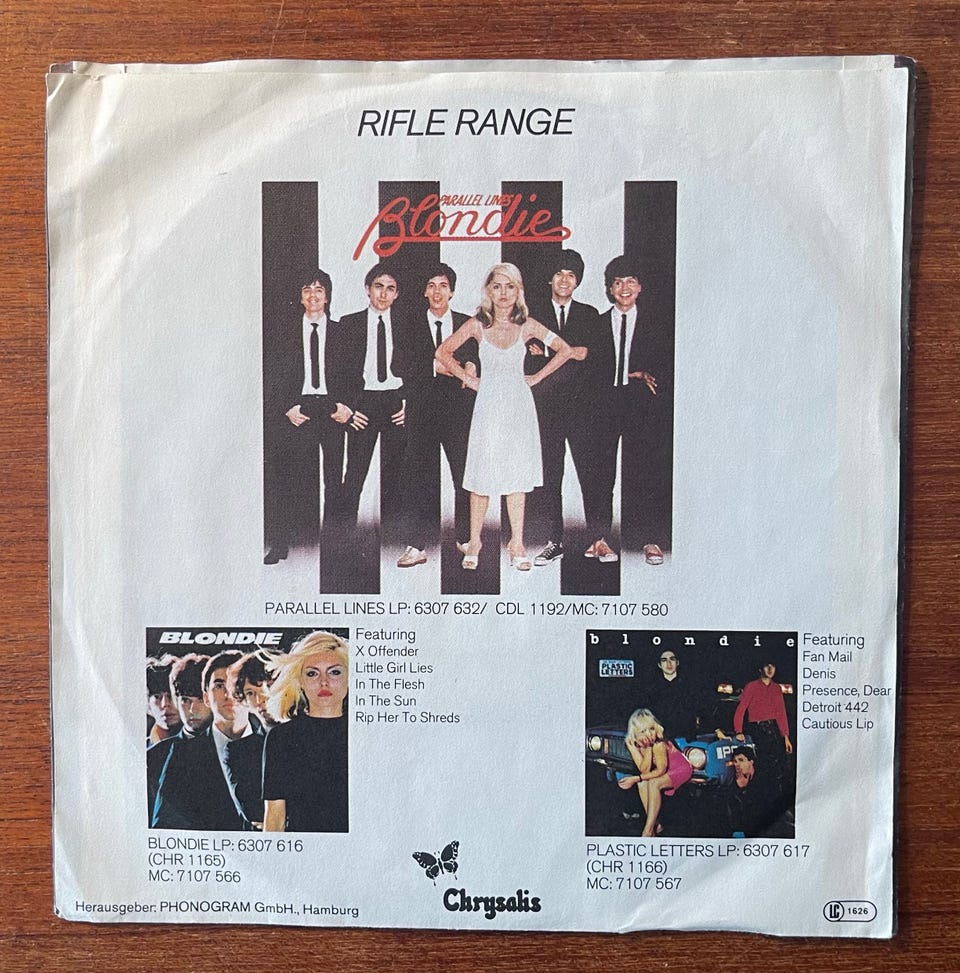 RIFLE RANGE
PARALLEL LINES
Blondie
PARALLEL LINES LP: 6307 632/ CDL 1192/MC: 7107 580
BLONDIE
Featuring
X Offender
Little Girl Lies
In The Flesh
In The Sun
Rip Her To Shreds
BLONDIE LP: 6307 616
(CHR 1165)
MC: 7107 566
blondie
PLASTIC
LETTERS
Featuring
Fan Mail
Denis
Presence, Dear
Detroit 442
Cautious Lip
PLASTIC LETTERS LP: 6307 617
(CHR 1166)
MC: 7107 567
Chrysalis
Herausgeber: PHONOGRAM GmbH., Hamburg
LC 1626